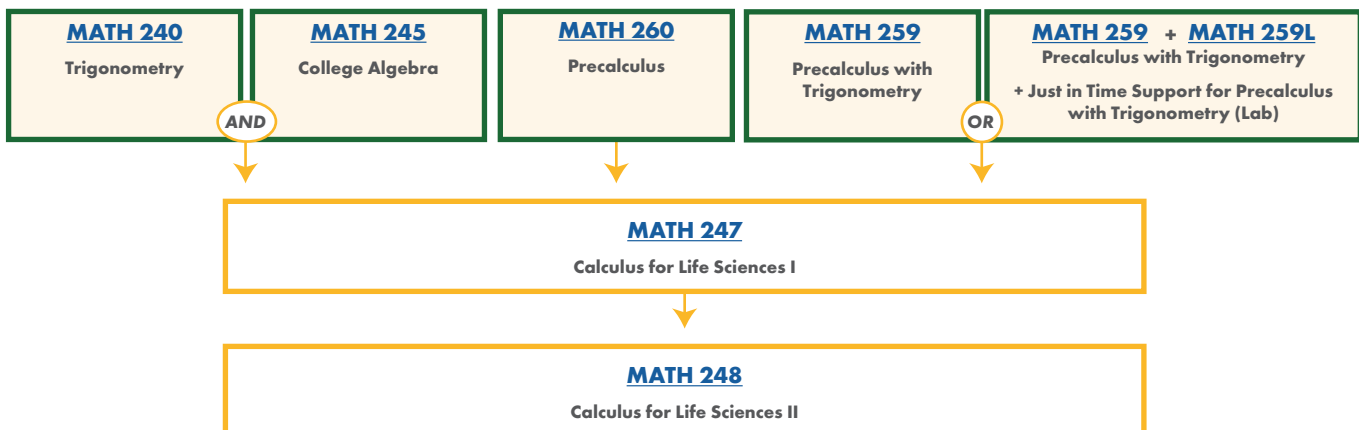 MATH 240
Trigonometry
MATH 245
College Algebra
AND
MATH 260
Precalculus
MATH 259
Precalculus with
Trigonometry
OR
MATH 259 + MATH 259L
Precalculus with Trigonometry
+ Just in Time Support for Precalculus
with Trigonometry (Lab)
MATH 247
Calculus for Life Sciences I
MATH 248
Calculus for Life Sciences II